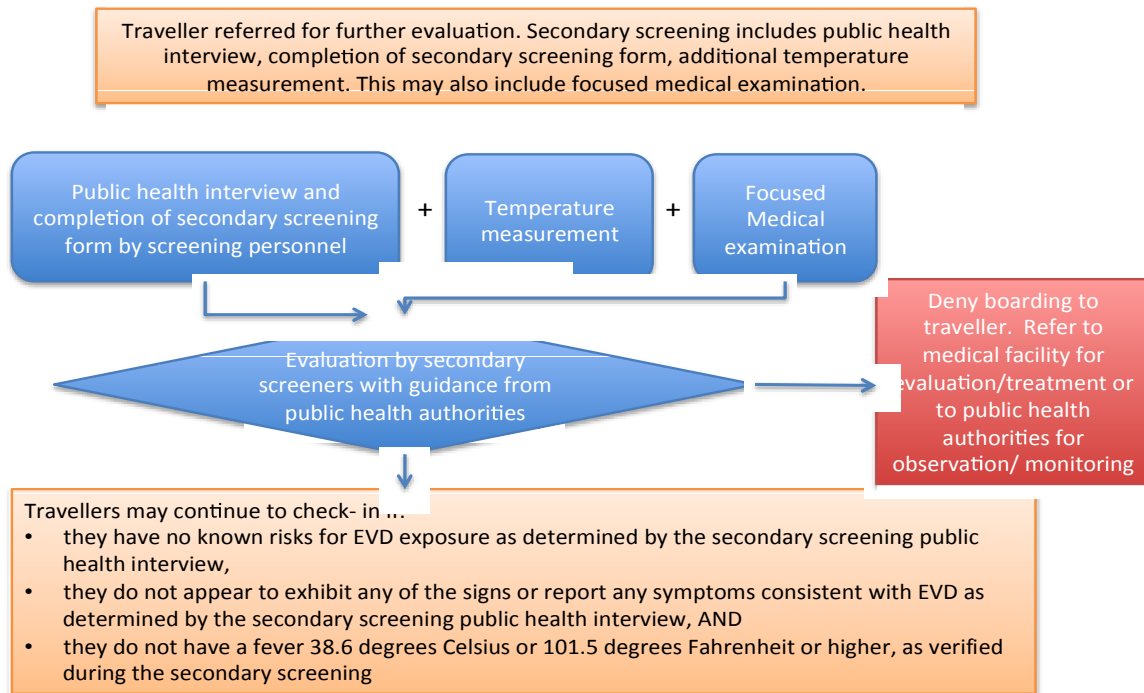 Traveller referred for further evaluation. Secondary screening includes public health
interview, completion of secondary screening form, additional temperature
measurement. This may also include focused medical examination.
Public health interview and
completion of secondary screening
form by screening personnel
+
Temperature
measurement
+
Focused
Medical
examination
Evaluation by secondary
screeners with guidance from
public health authorities
Deny boarding to
traveller. Refer to
medical facility for
evaluation/treatment or
to public health
authorities for
observation/ monitoring
Travellers may continue to check- in if:
• they have no known risks for EVD exposure as determined by the secondary screening public
health interview,
• they do not appear to exhibit any of the signs or report any symptoms consistent with EVD as
determined by the secondary screening public health interview, AND
• they do not have a fever 38.6 degrees Celsius or 101.5 degrees Fahrenheit or higher, as verified
during the secondary screening